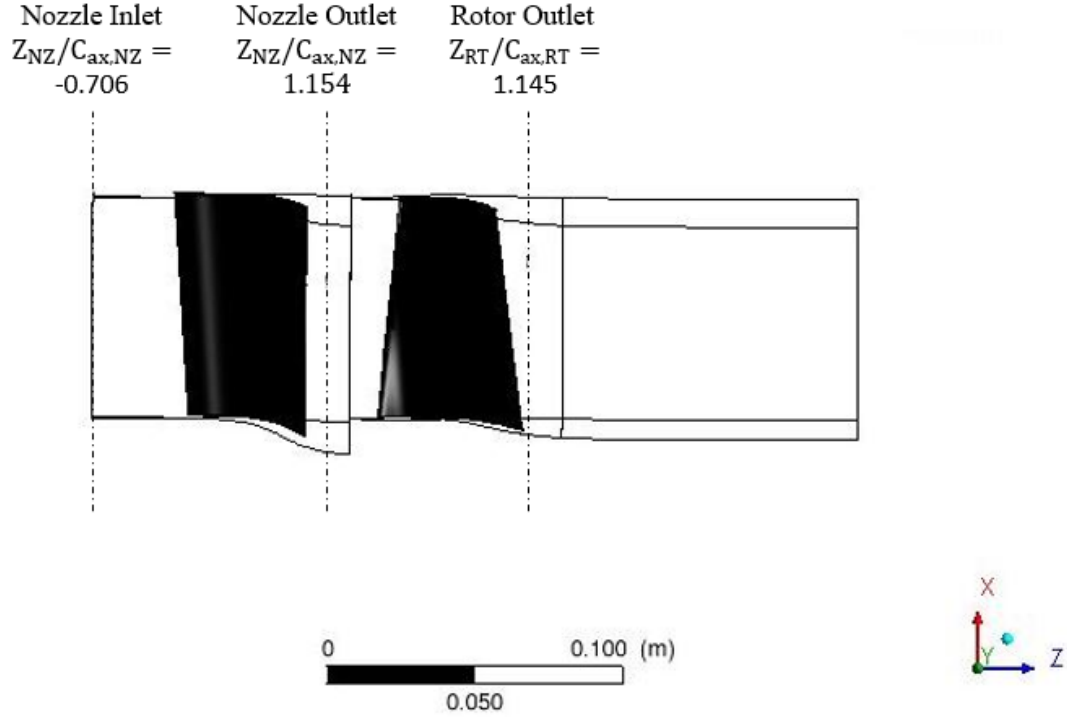 Nozzle Inlet
Z_NZ/C_ax,NZ =
-0.706
Nozzle Outlet
Z_NZ/C_ax,NZ =
1.154
Rotor Outlet
Z_RT/C_ax,RT =
1.145
0 0.100 (m)
0.050
X
Y
Z